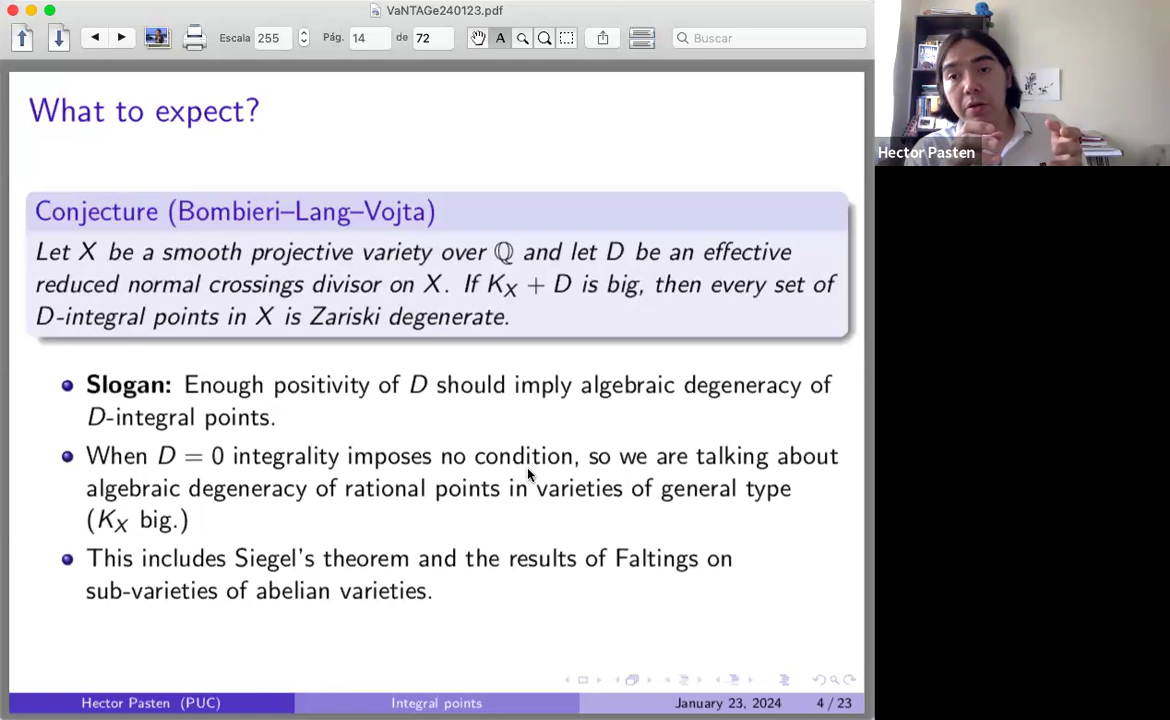 VaNTAGe240123.pdf
Escala 255 Pág. 14 de 72 A Buscar
What to expect?
Conjecture (Bombieri–Lang–Vojta)
Let X be a smooth projective variety over ℚ and let D be an effective
reduced normal crossings divisor on X. If K_X + D is big, then every set of
D-integral points in X is Zariski degenerate.
Slogan: Enough positivity of D should imply algebraic degeneracy of
D-integral points.
When D = 0 integrality imposes no condition, so we are talking about
algebraic degeneracy of rational points in varieties of general type
(K_X big.)
This includes Siegel's theorem and the results of Faltings on
sub-varieties of abelian varieties.
Hector Pasten (PUC) Integral points January 23, 2024 4 / 23
Hector Pasten